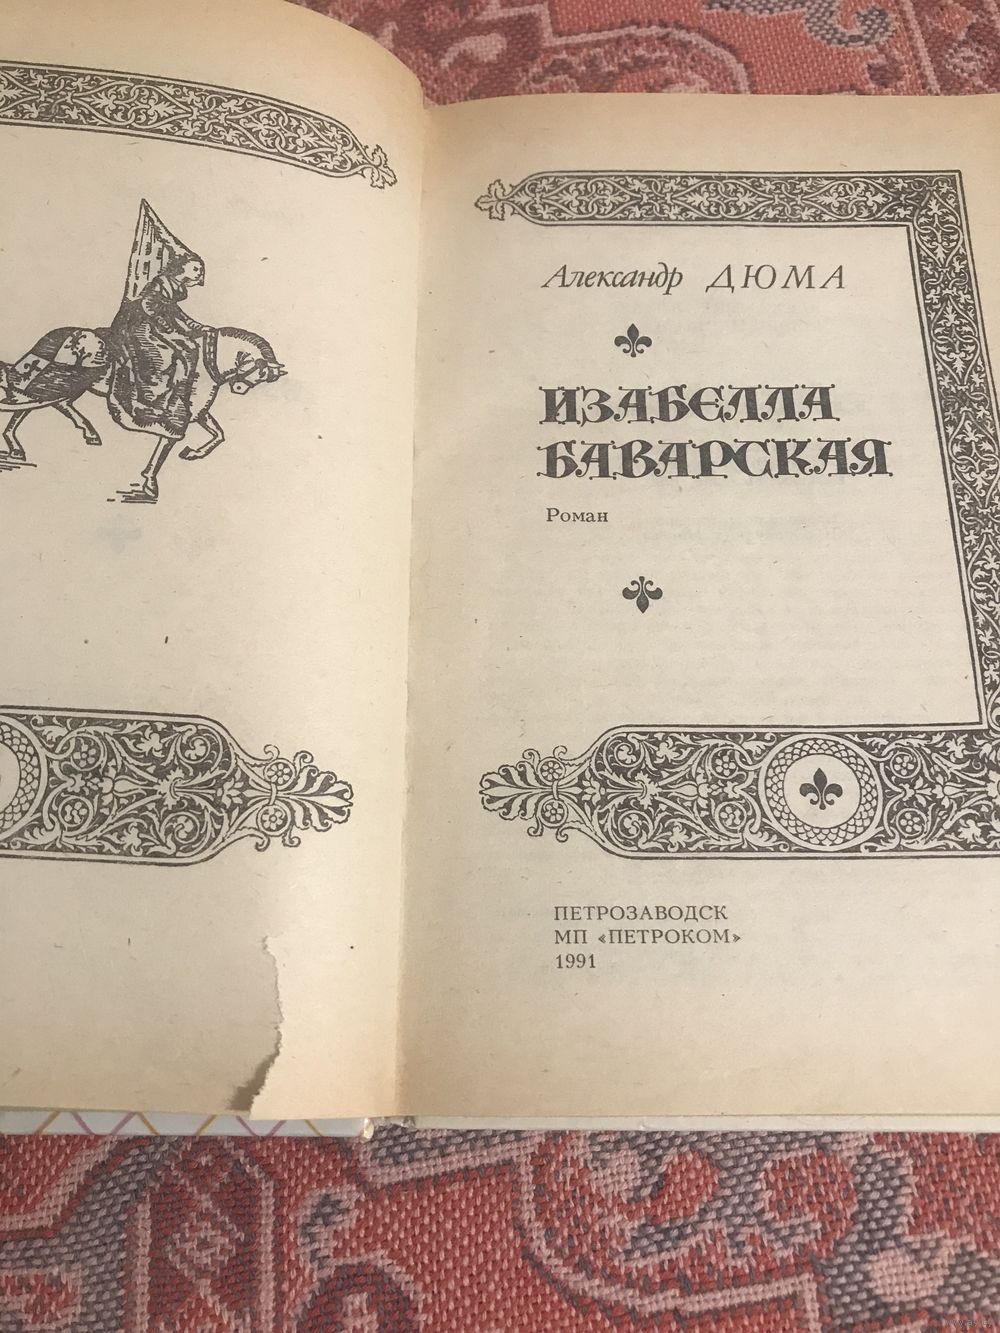 Александр ДЮМА
ИЗАБЕЛЛА
БАВАРСКАЯ
Роман
ПЕТРОЗАВОДСК
МП «ПЕТРОКОМ»
1991